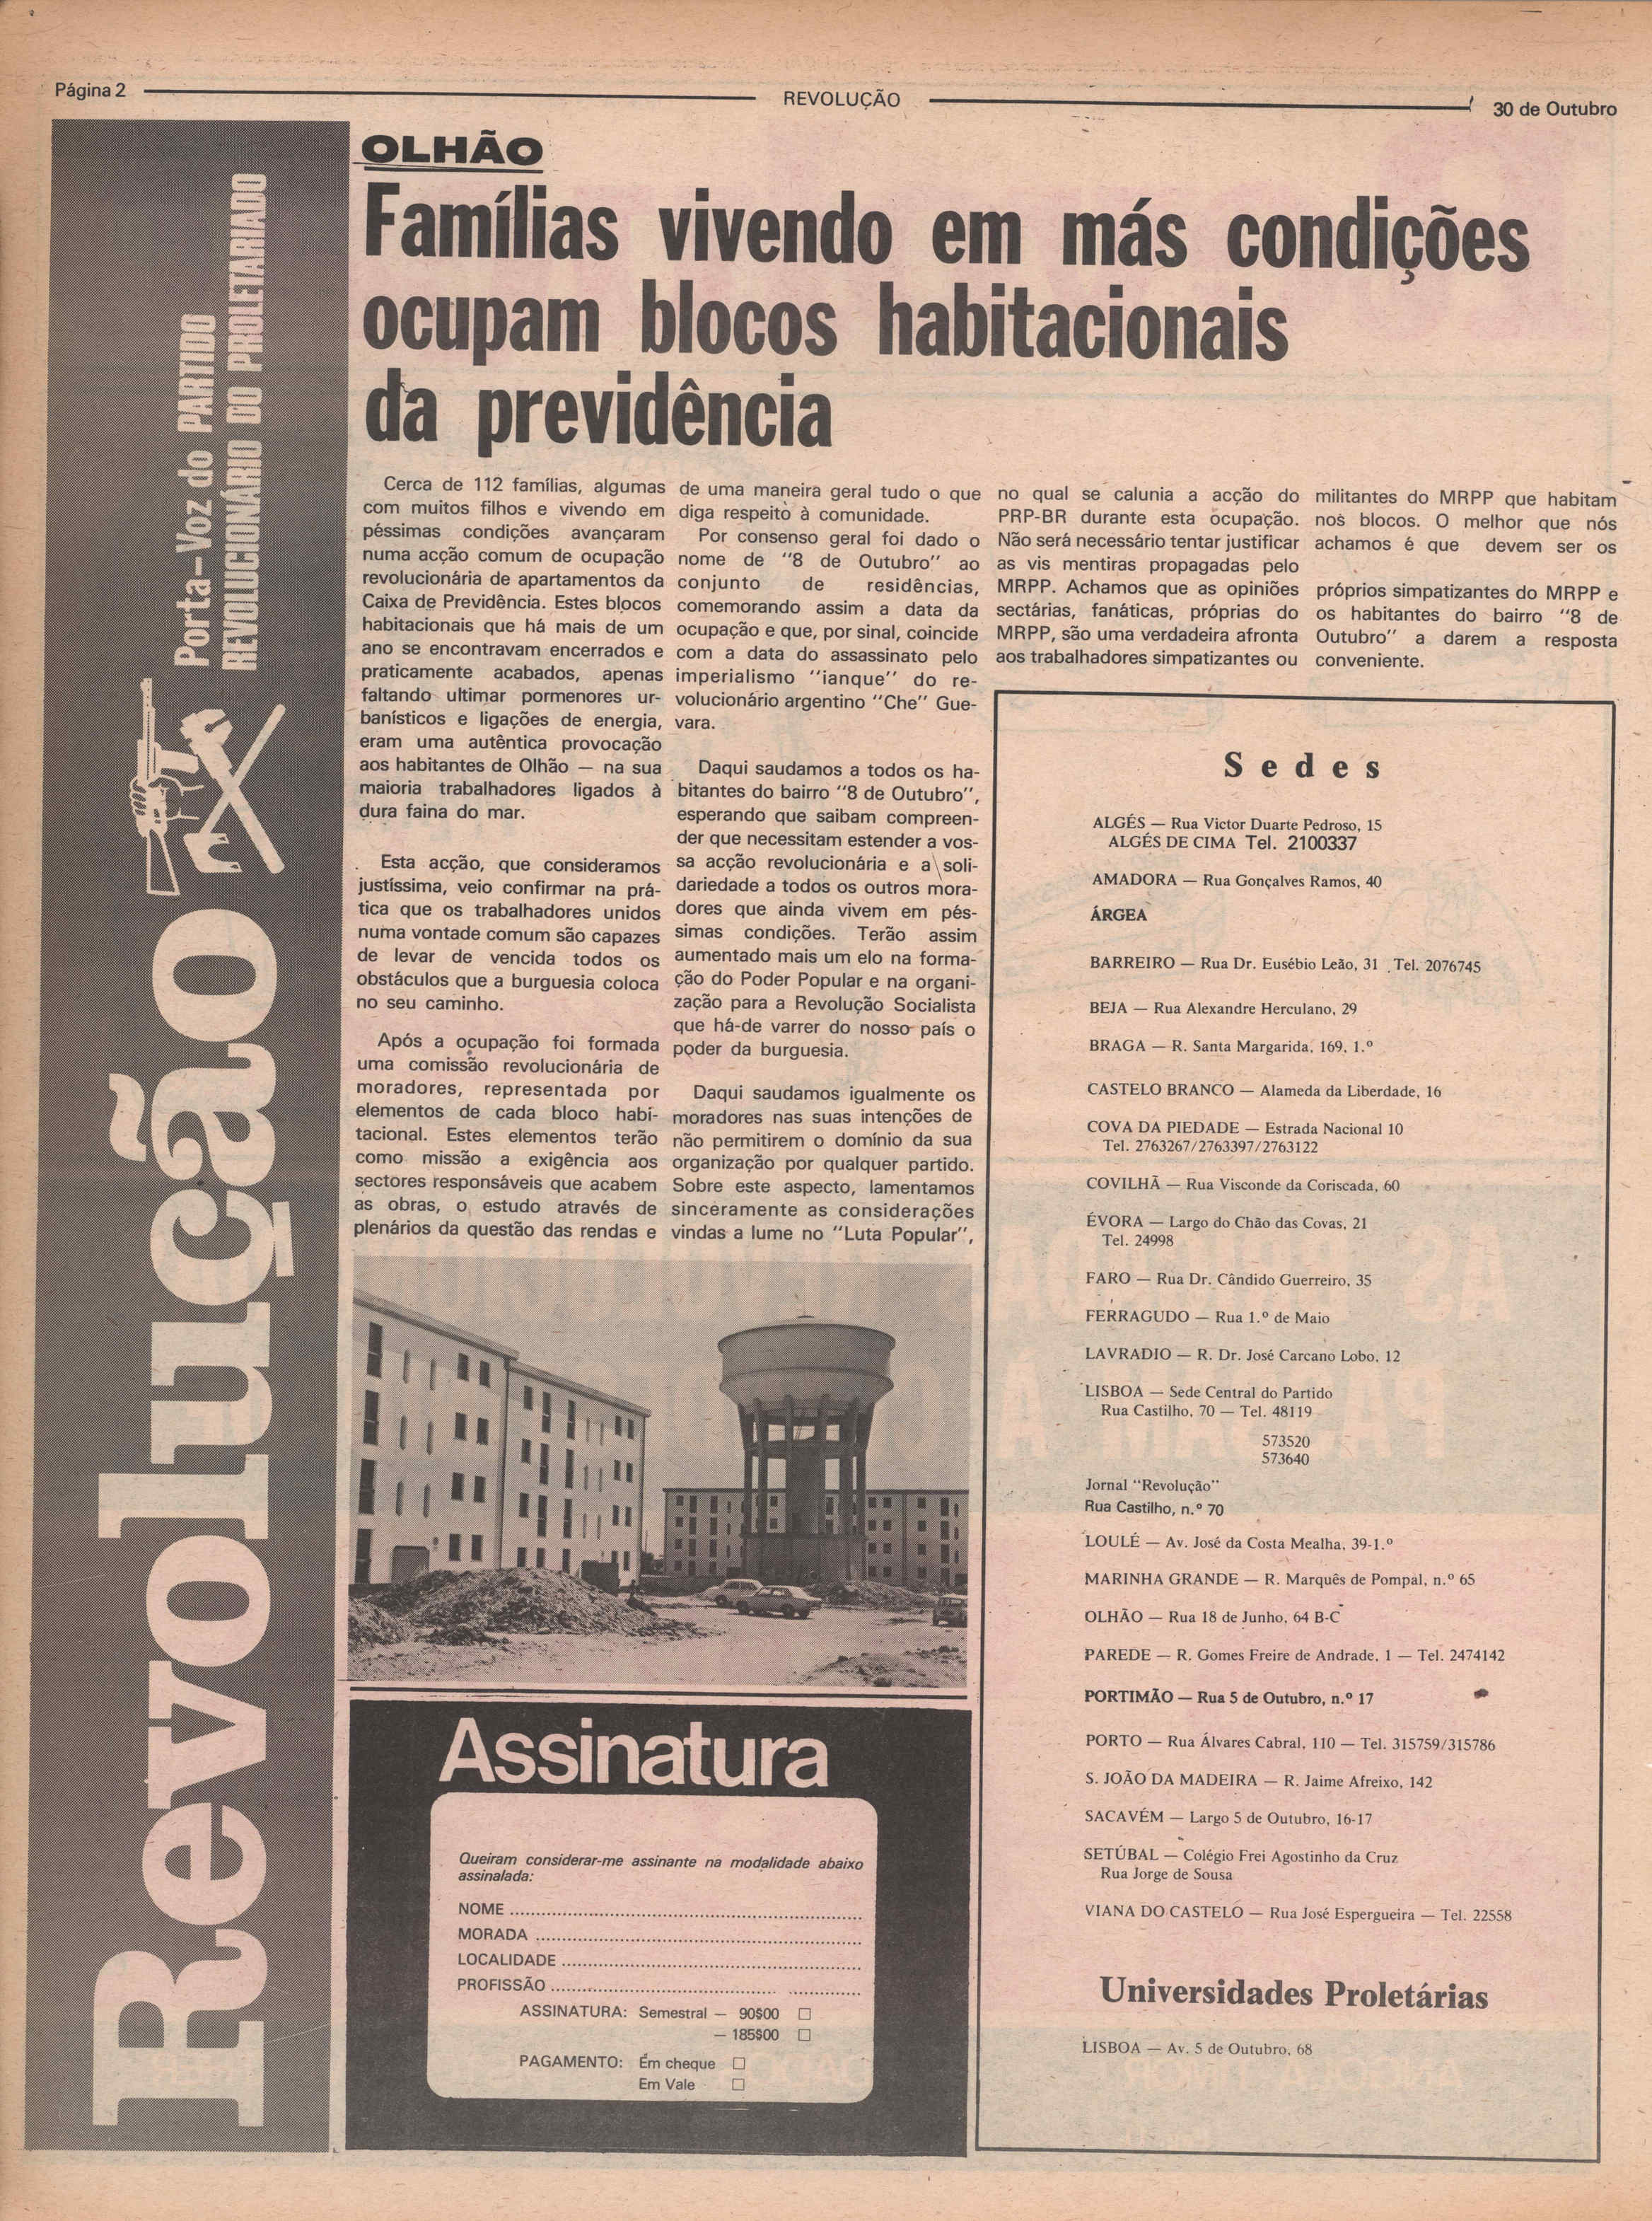 Página 2
REVOLUÇÃO
30 de Outubro
Revolução
Porta-Voz do PARTIDO
REVOLUCIONÁRIO DO PROLETARIADO
OLHÃO
Famílias vivendo em más condições
ocupam blocos habitacionais
da previdência
Cerca de 112 famílias, algumas
com muitos filhos e vivendo em
péssimas condições avançaram
numa acção comum de ocupação
revolucionária de apartamentos da
Caixa de Previdência. Estes blocos
habitacionais que há mais de um
ano se encontravam encerrados e
praticamente acabados, apenas
faltando ultimar pormenores ur-
banísticos e ligações de energia,
eram uma autêntica provocação
aos habitantes de Olhão — na sua
maioria trabalhadores ligados à
dura faina do mar.
Esta acção, que consideramos
justíssima, veio confirmar na prá-
tica que os trabalhadores unidos
numa vontade comum são capazes
de levar de vencida todos os
obstáculos que a burguesia coloca
no seu caminho.
Após a ocupação foi formada
uma comissão revolucionária de
moradores, representada por
elementos de cada bloco habi-
tacional. Estes elementos terão
como missão a exigência aos
sectores responsáveis que acabem
as obras, o estudo através de
plenários da questão das rendas e
de uma maneira geral tudo o que
diga respeito à comunidade.
Por consenso geral foi dado o
nome de "8 de Outubro" ao
conjunto de residências,
comemorando assim a data da
ocupação e que, por sinal, coincide
com a data do assassinato pelo
imperialismo "ianque" do re-
volucionário argentino "Che" Gue-
vara.
Daqui saudamos a todos os ha-
bitantes do bairro "8 de Outubro",
esperando que saibam compreen-
der que necessitam estender a vos-
sa acção revolucionária e a soli-
dariedade a todos os outros mora-
dores que ainda vivem em pés-
simas condições. Terão assim
aumentado mais um elo na forma-
ção do Poder Popular e na organi-
zação para a Revolução Socialista
que há-de varrer do nosso país o
poder da burguesia.
Daqui saudamos igualmente os
moradores nas suas intenções de
não permitirem o domínio da sua
organização por qualquer partido.
Sobre este aspecto, lamentamos
sinceramente as considerações
vindas a lume no "Luta Popular",
no qual se calunia a acção do
PRP-BR durante esta ocupação.
Não será necessário tentar justificar
as vis mentiras propagadas pelo
MRPP. Achamos que as opiniões
sectárias, fanáticas, próprias do
MRPP, são uma verdadeira afronta
aos trabalhadores simpatizantes ou
militantes do MRPP que habitam
nos blocos. O melhor que nós
achamos é que devem ser os
próprios simpatizantes do MRPP e
os habitantes do bairro "8 de
Outubro" a darem a resposta
conveniente.
Sedes
ALGÉS — Rua Victor Duarte Pedroso, 15
ALGÉS DE CIMA Tel. 2100337
AMADORA — Rua Gonçalves Ramos, 40
ÁRGEA
BARREIRO — Rua Dr. Eusébio Leão, 31 Tel. 2076745
BEJA — Rua Alexandre Herculano, 29
BRAGA — R. Santa Margarida, 169, 1.º
CASTELO BRANCO — Alameda da Liberdade, 16
COVA DA PIEDADE — Estrada Nacional 10
Tel. 2763267/2763397/2763122
COVILHÃ — Rua Visconde da Coriscada, 60
ÉVORA — Largo do Chão das Covas, 21
Tel. 24998
FARO — Rua Dr. Cândido Guerreiro, 35
FERRAGUDO — Rua 1.º de Maio
LAVRADIO — R. Dr. José Carcano Lobo, 12
LISBOA — Sede Central do Partido
Rua Castilho, 70 — Tel. 48119
573520
573640
Jornal "Revolução"
Rua Castilho, n.º 70
LOULÉ — Av. José da Costa Mealha, 39-1.º
MARINHA GRANDE — R. Marquês de Pompal, n.º 65
OLHÃO — Rua 18 de Junho, 64 B-C
PAREDE — R. Gomes Freire de Andrade, 1 — Tel. 2474142
PORTIMÃO — Rua 5 de Outubro, n.º 17
PORTO — Rua Álvares Cabral, 110 — Tel. 315759/315786
S. JOÃO DA MADEIRA — R. Jaime Afreixo, 142
SACAVÉM — Largo 5 de Outubro, 16-17
SETÚBAL — Colégio Frei Agostinho da Cruz
Rua Jorge de Sousa
VIANA DO CASTELO — Rua José Espergueira — Tel. 22558
Universidades Proletárias
LISBOA — Av. 5 de Outubro, 68
Assinatura
Queiram considerar-me assinante na modalidade abaixo
assinalada:
NOME
MORADA
LOCALIDADE
PROFISSÃO
ASSINATURA: Semestral — 90$00
— 185$00
PAGAMENTO: Em cheque
Em Vale